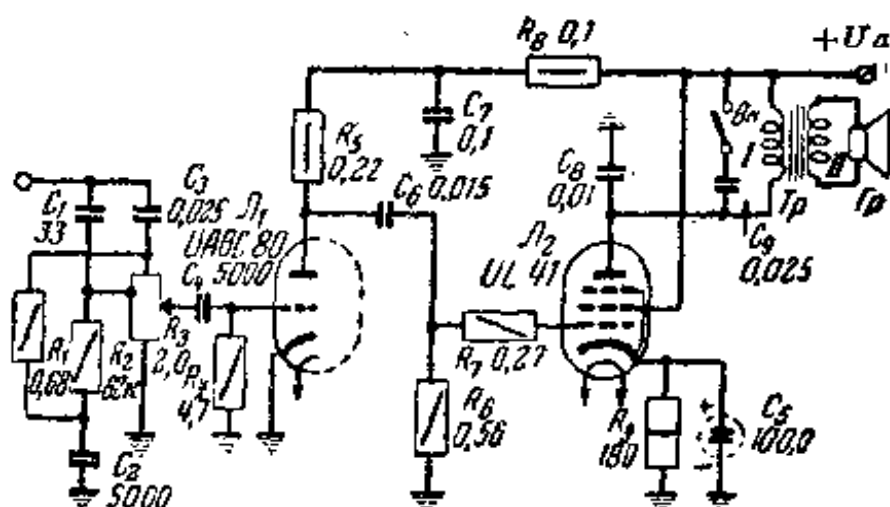 R8 0,1
+Ua
C7
0,1
R5
0,22
C6 0,015
C8
0,01
Вк
I
II
Тр
Гр
C9
0,025
C1
33
C3
0,025
Л1
UABC 80
C4 5000
Л2
UL 41
R1
0,68
R2
62к
R3
2,0
R4
4,7
R7 0,27
R6
0,56
R9
180
C5
100,0
C2
5000